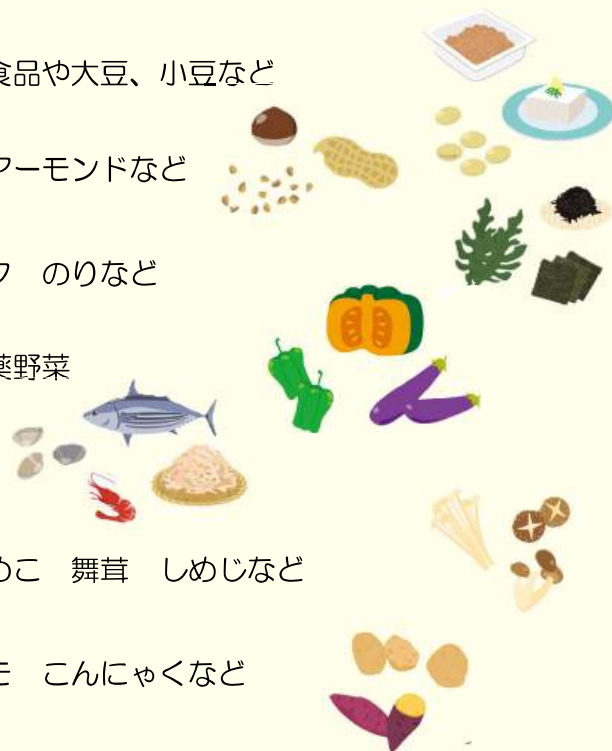 食品や大豆、小豆など
アーモンドなど
のりなど
野菜
こ　舞茸　しめじなど
こんにゃくなど